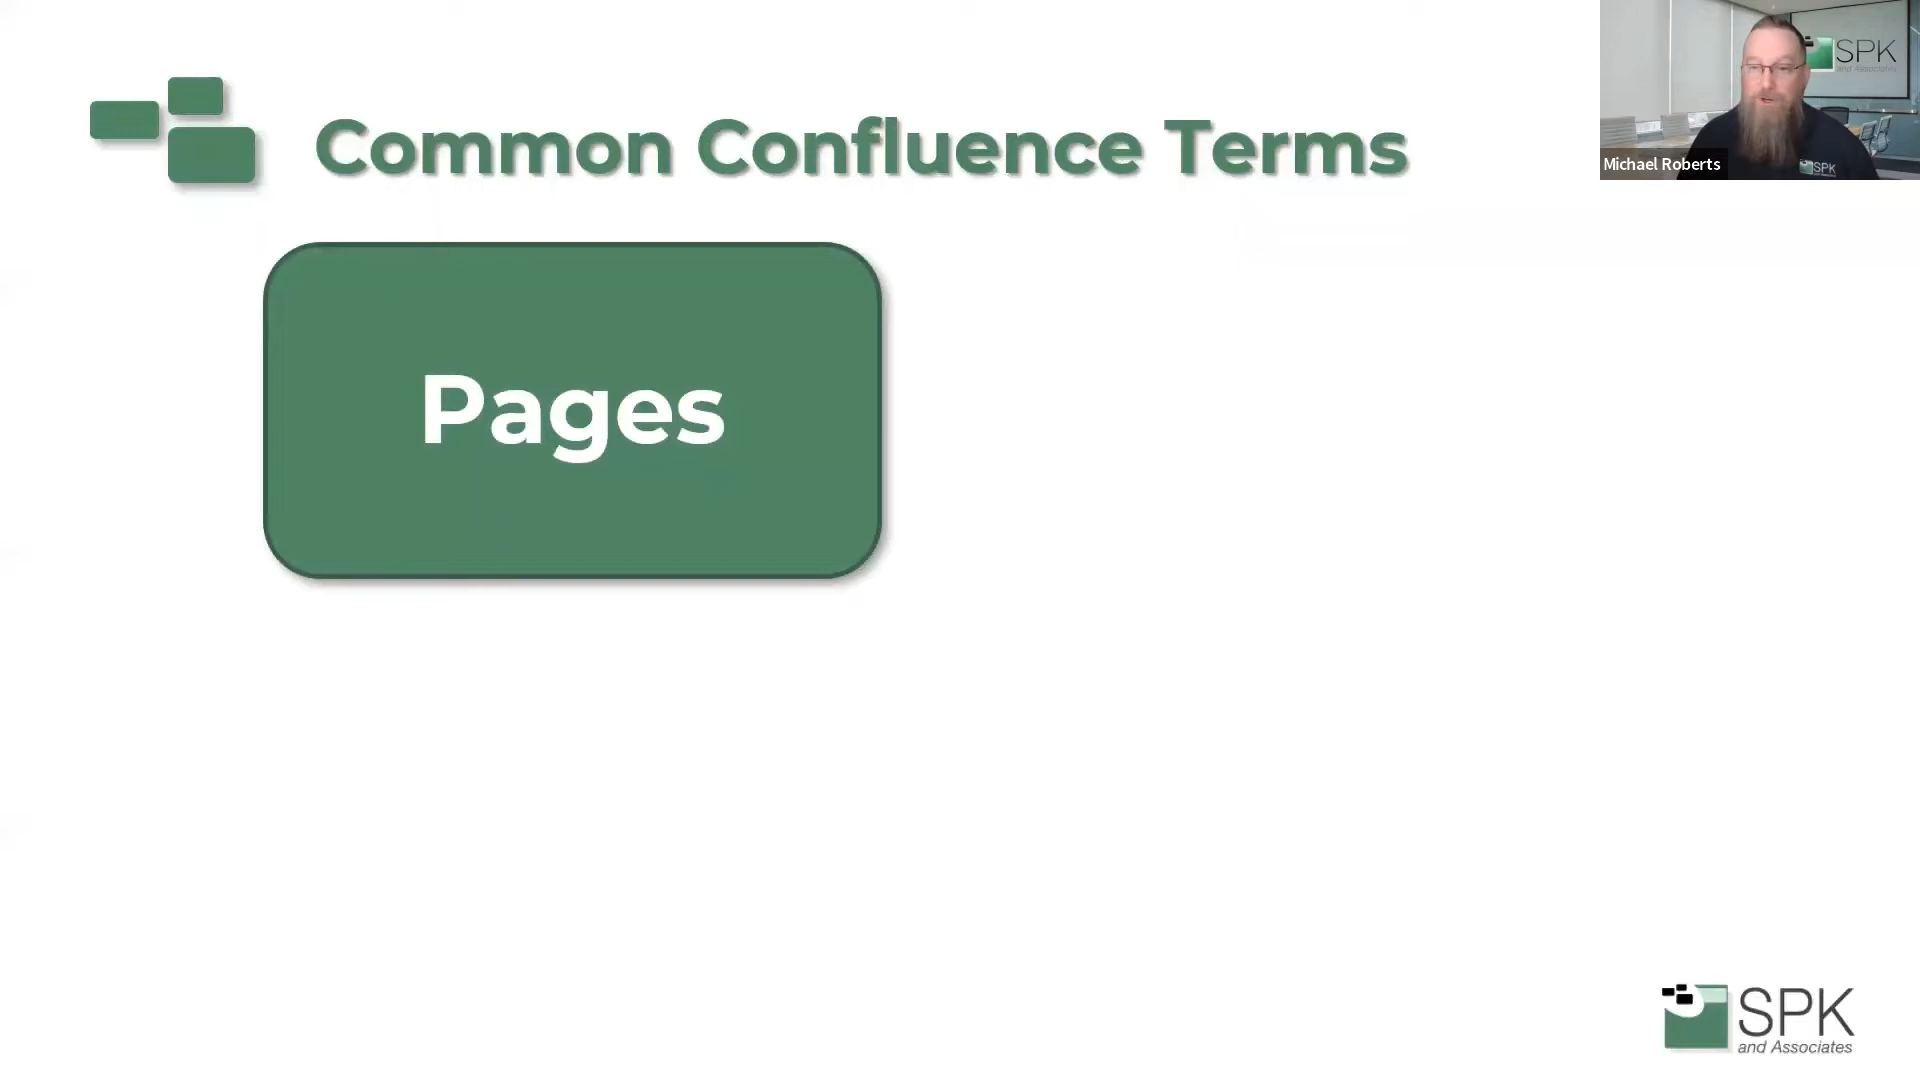 Common Confluence Terms
SPK
and Associates
SPK
Michael Roberts
Pages
SPK
and Associates